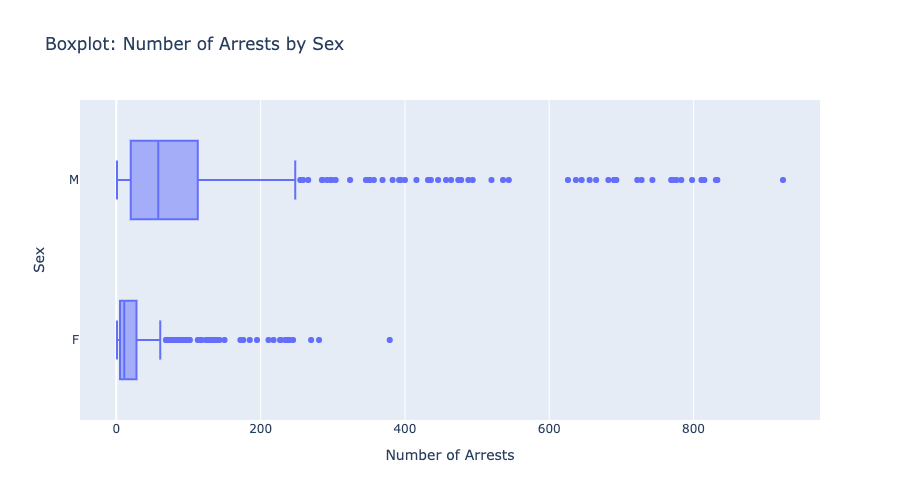 Boxplot: Number of Arrests by Sex
M
F
Sex
0 200 400 600 800
Number of Arrests